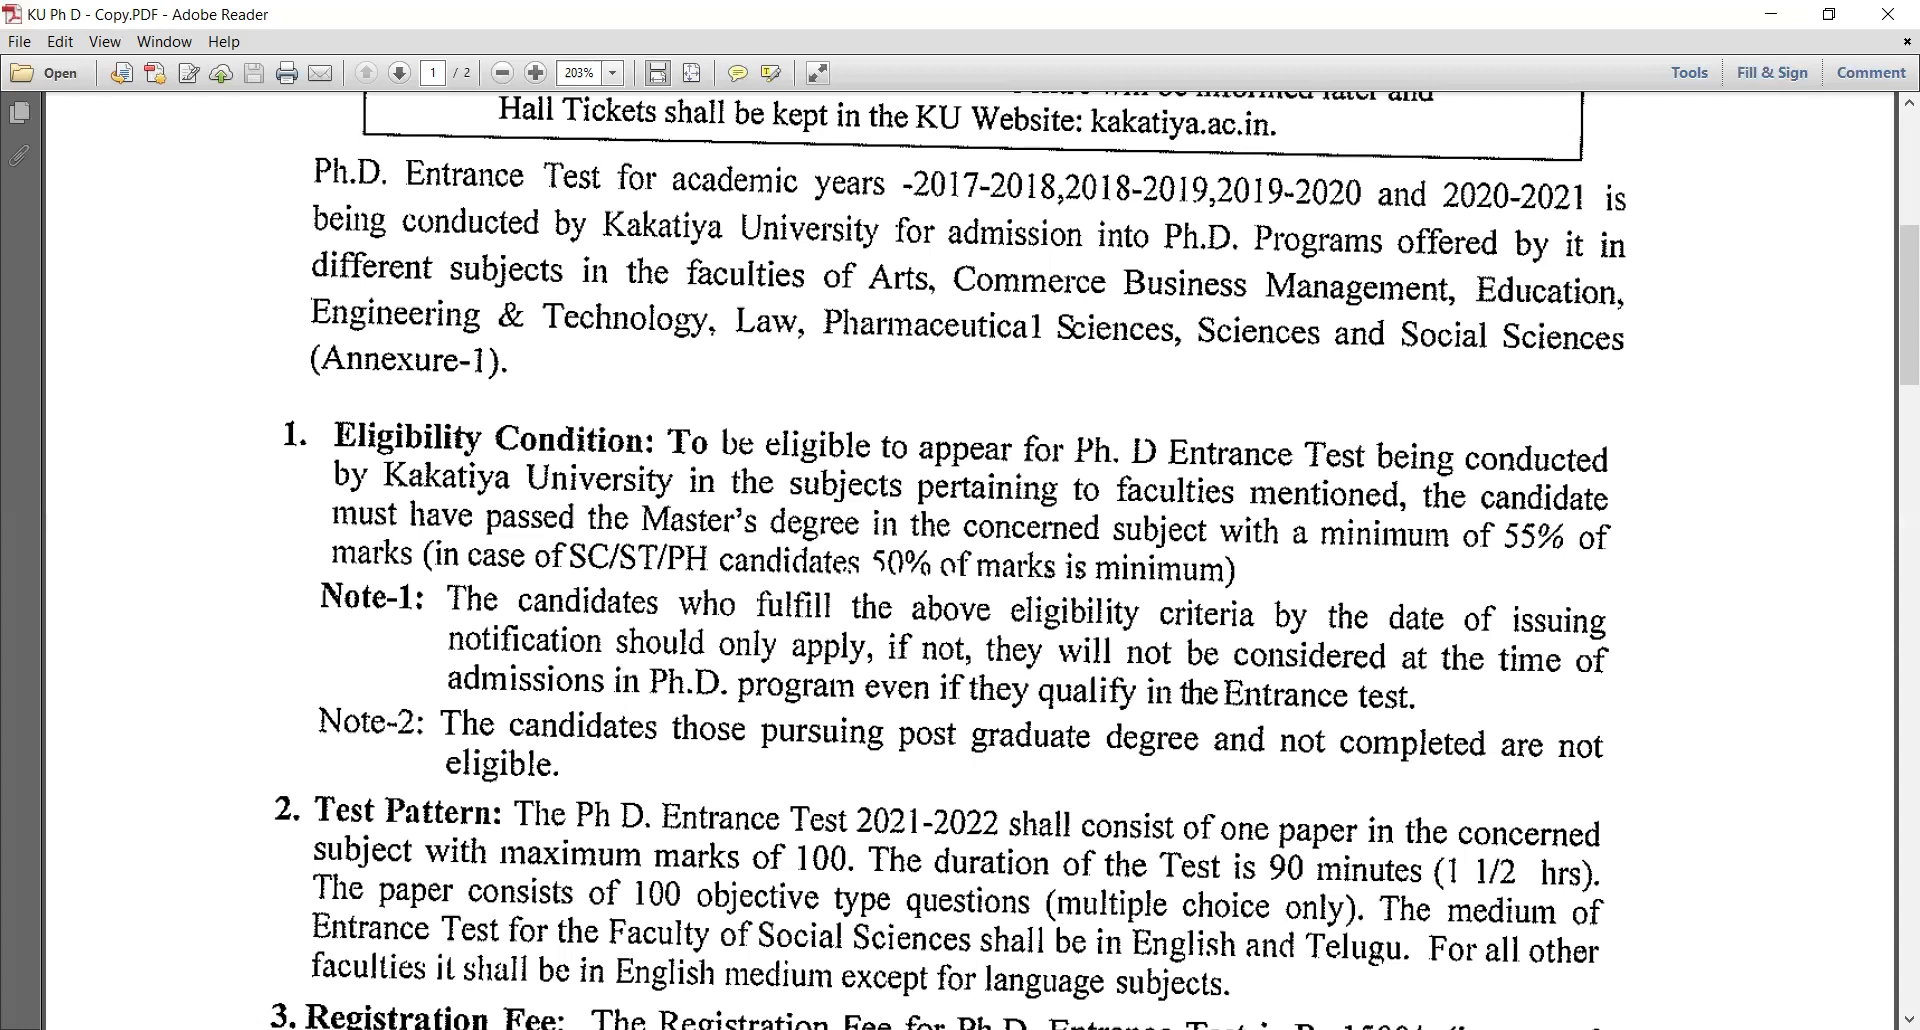 KU Ph D - Copy.PDF - Adobe Reader
File Edit View Window Help
Open 1 / 2 203% Tools Fill & Sign Comment
will be informed later and
Hall Tickets shall be kept in the KU Website: kakatiya.ac.in.
Ph.D. Entrance Test for academic years -2017-2018,2018-2019,2019-2020 and 2020-2021 is
being conducted by Kakatiya University for admission into Ph.D. Programs offered by it in
different subjects in the faculties of Arts, Commerce Business Management, Education,
Engineering & Technology, Law, Pharmaceutical Sciences, Sciences and Social Sciences
(Annexure-1).
1. Eligibility Condition: To be eligible to appear for Ph. D Entrance Test being conducted
by Kakatiya University in the subjects pertaining to faculties mentioned, the candidate
must have passed the Master's degree in the concerned subject with a minimum of 55% of
marks (in case of SC/ST/PH candidates 50% of marks is minimum)
Note-1: The candidates who fulfill the above eligibility criteria by the date of issuing
notification should only apply, if not, they will not be considered at the time of
admissions in Ph.D. program even if they qualify in the Entrance test.
Note-2: The candidates those pursuing post graduate degree and not completed are not
eligible.
2. Test Pattern: The Ph D. Entrance Test 2021-2022 shall consist of one paper in the concerned
subject with maximum marks of 100. The duration of the Test is 90 minutes (1 1/2 hrs).
The paper consists of 100 objective type questions (multiple choice only). The medium of
Entrance Test for the Faculty of Social Sciences shall be in English and Telugu. For all other
faculties it shall be in English medium except for language subjects.
3. Registration Fee: The Registration Fee for Ph.D. Entrance Test is